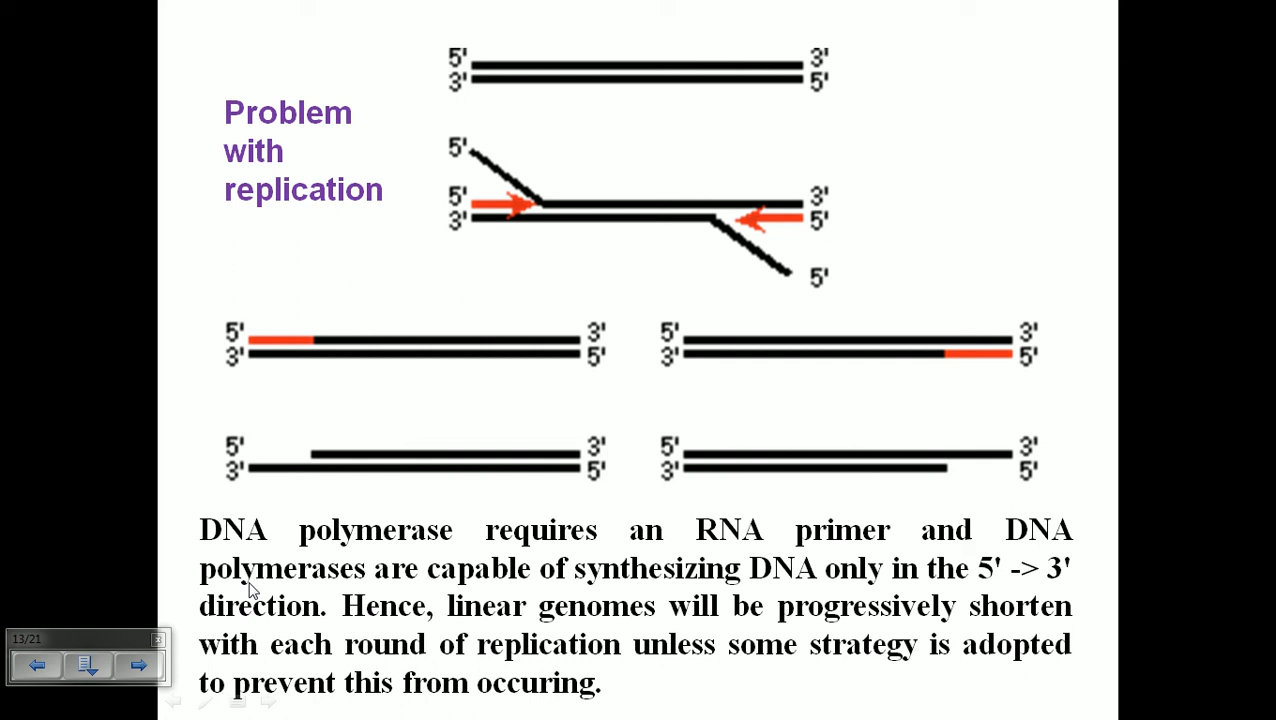 5' 3'
3' 5'
Problem
with
replication
5'
5' 3'
3' 5'
5'
5' 3' 5' 3'
3' 5' 3' 5'
5' 3' 5' 3'
3' 5' 3' 5'
DNA polymerase requires an RNA primer and DNA
polymerases are capable of synthesizing DNA only in the 5' -> 3'
direction. Hence, linear genomes will be progressively shorten
with each round of replication unless some strategy is adopted
to prevent this from occuring.
13/21